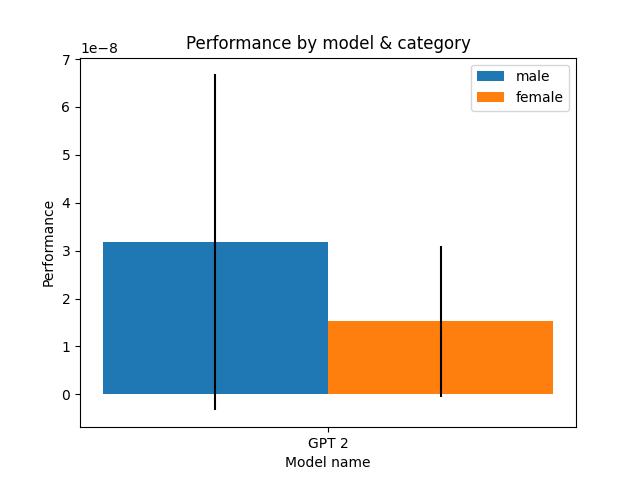 Performance by model & category
1e−8
7
6
5
4
3
2
1
0
Performance
male
female
GPT 2
Model name